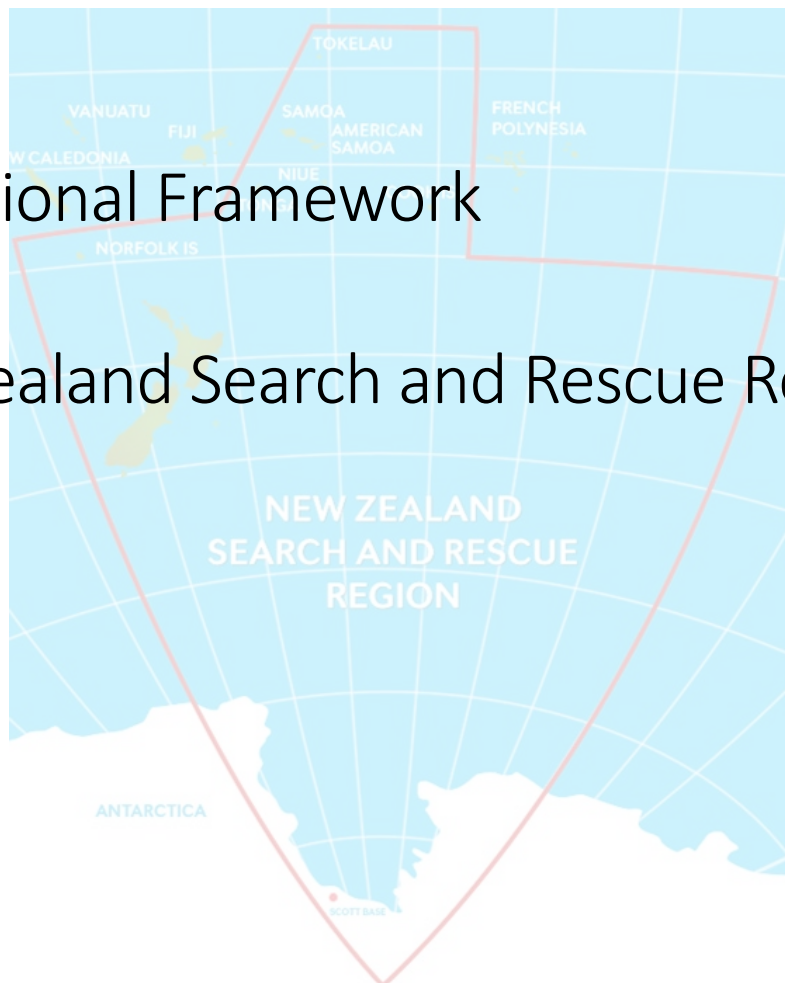 TOKELAU
VANUATU
SAMOA
FRENCH
POLYNESIA
FIJI
AMERICAN
SAMOA
W CALEDONIA
NIUE
ional Framework
TONGA
NORFOLK IS
ealand Search and Rescue Re
NEW ZEALAND
SEARCH AND RESCUE
REGION
ANTARCTICA
SCOTT BASE